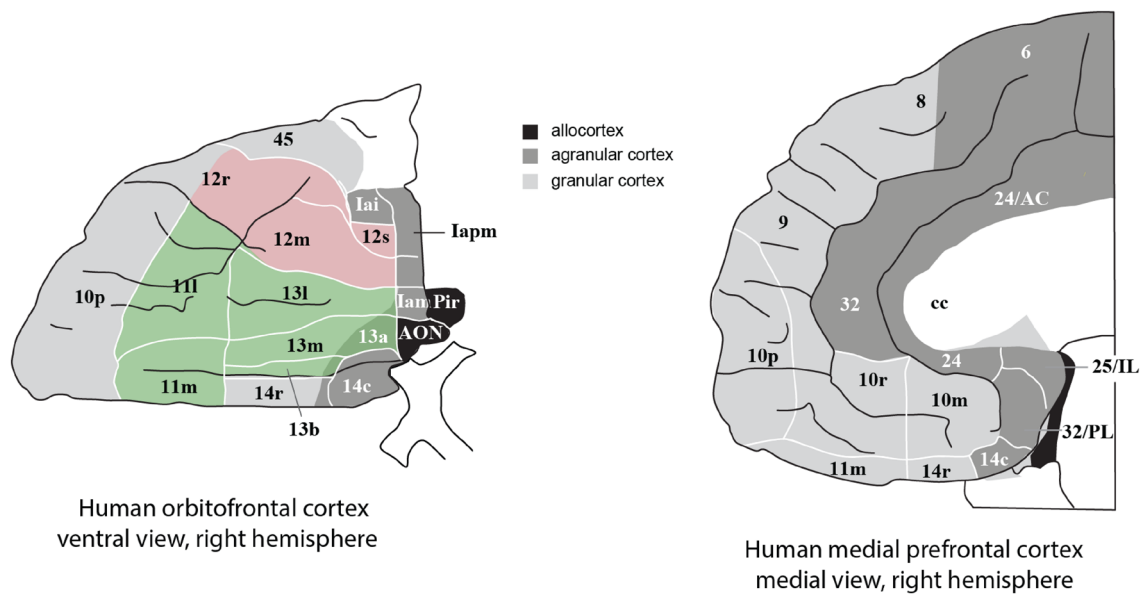 45
12r
Iai
12m
12s
Iapm
11l
13l
10p
Iam
Pir
AON
13a
13m
14c
11m
14r
13b
Human orbitofrontal cortex
ventral view, right hemisphere
allocortex
agranular cortex
granular cortex
6
8
24/AC
9
32
cc
10p
24
25/IL
10r
10m
32/PL
14c
11m
14r
Human medial prefrontal cortex
medial view, right hemisphere